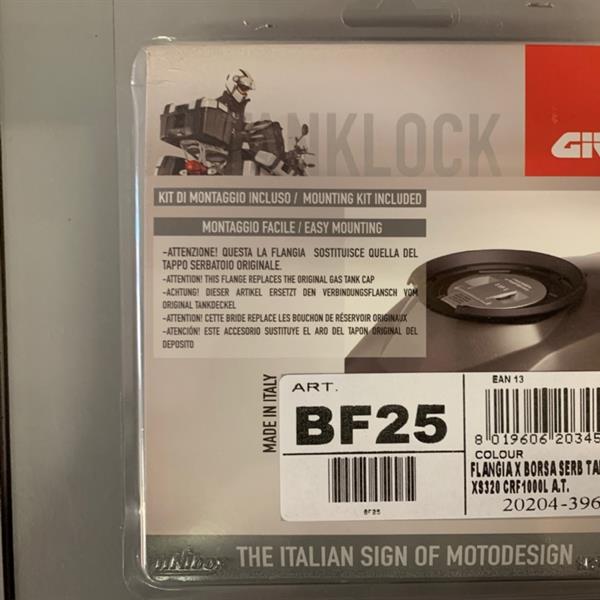 TANKLOCK
GIVI
KIT DI MONTAGGIO INCLUSO / MOUNTING KIT INCLUDED
MONTAGGIO FACILE / EASY MOUNTING
-ATTENZIONE! QUESTA LA FLANGIA SOSTITUISCE QUELLA DEL
TAPPO SERBATOIO ORIGINALE.
-ATTENTION! THIS FLANGE REPLACES THE ORIGINAL GAS TANK CAP
-ACHTUNG! DIESER ARTIKEL ERSETZT DEN VERBINDUNGSFLANSCH VOM
ORIGINAL TANKDECKEL
-ATTENTION! CETTE BRIDE REPLACE LES BOUCHON DE RÉSERVOIR ORIGINAUX
-ATENCIÓN! ESTE ACCESORIO SUSTITUYE EL ARO DEL TAPON ORIGINAL DEL
DEPOSITO
MADE IN ITALY
ART.
BF25
BF25
EAN 13
8 019606 20345
COLOUR
FLANGIA X BORSA SERB
XS320 CRF1000L A.T.
20204-396
THE ITALIAN SIGN OF MOTODESIGN